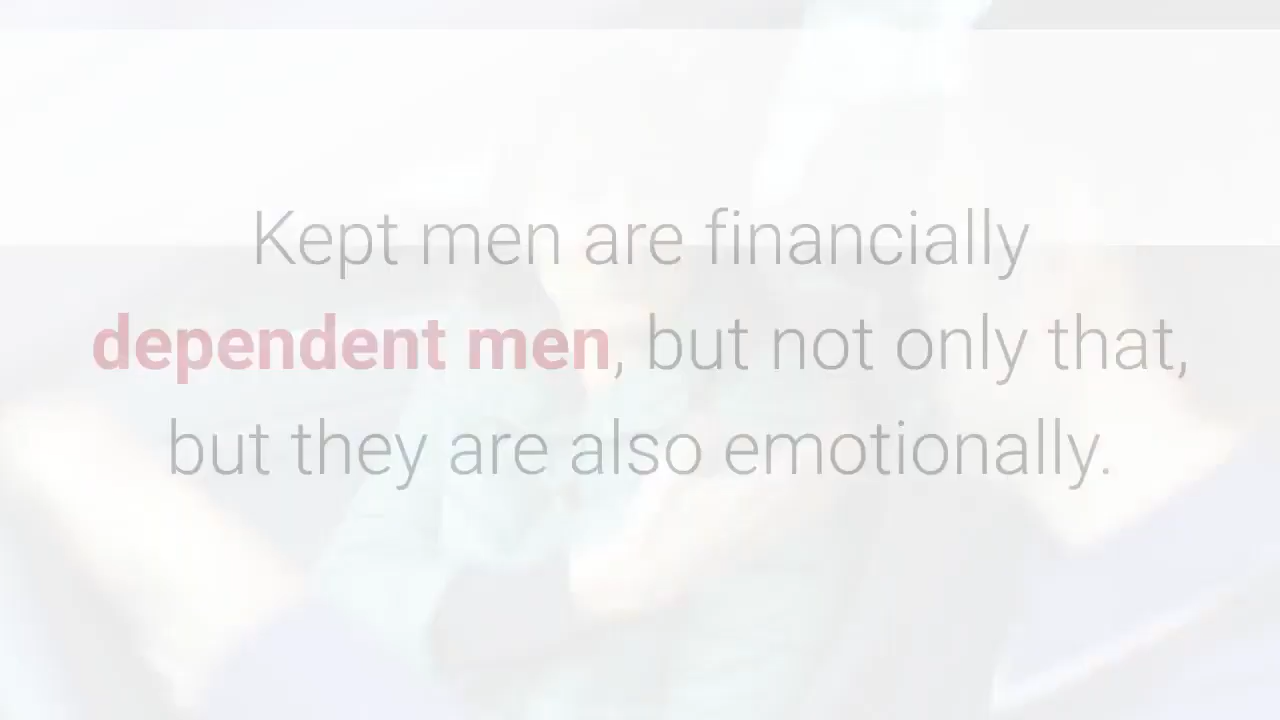 Kept men are financially
dependent men, but not only that,
but they are also emotionally.